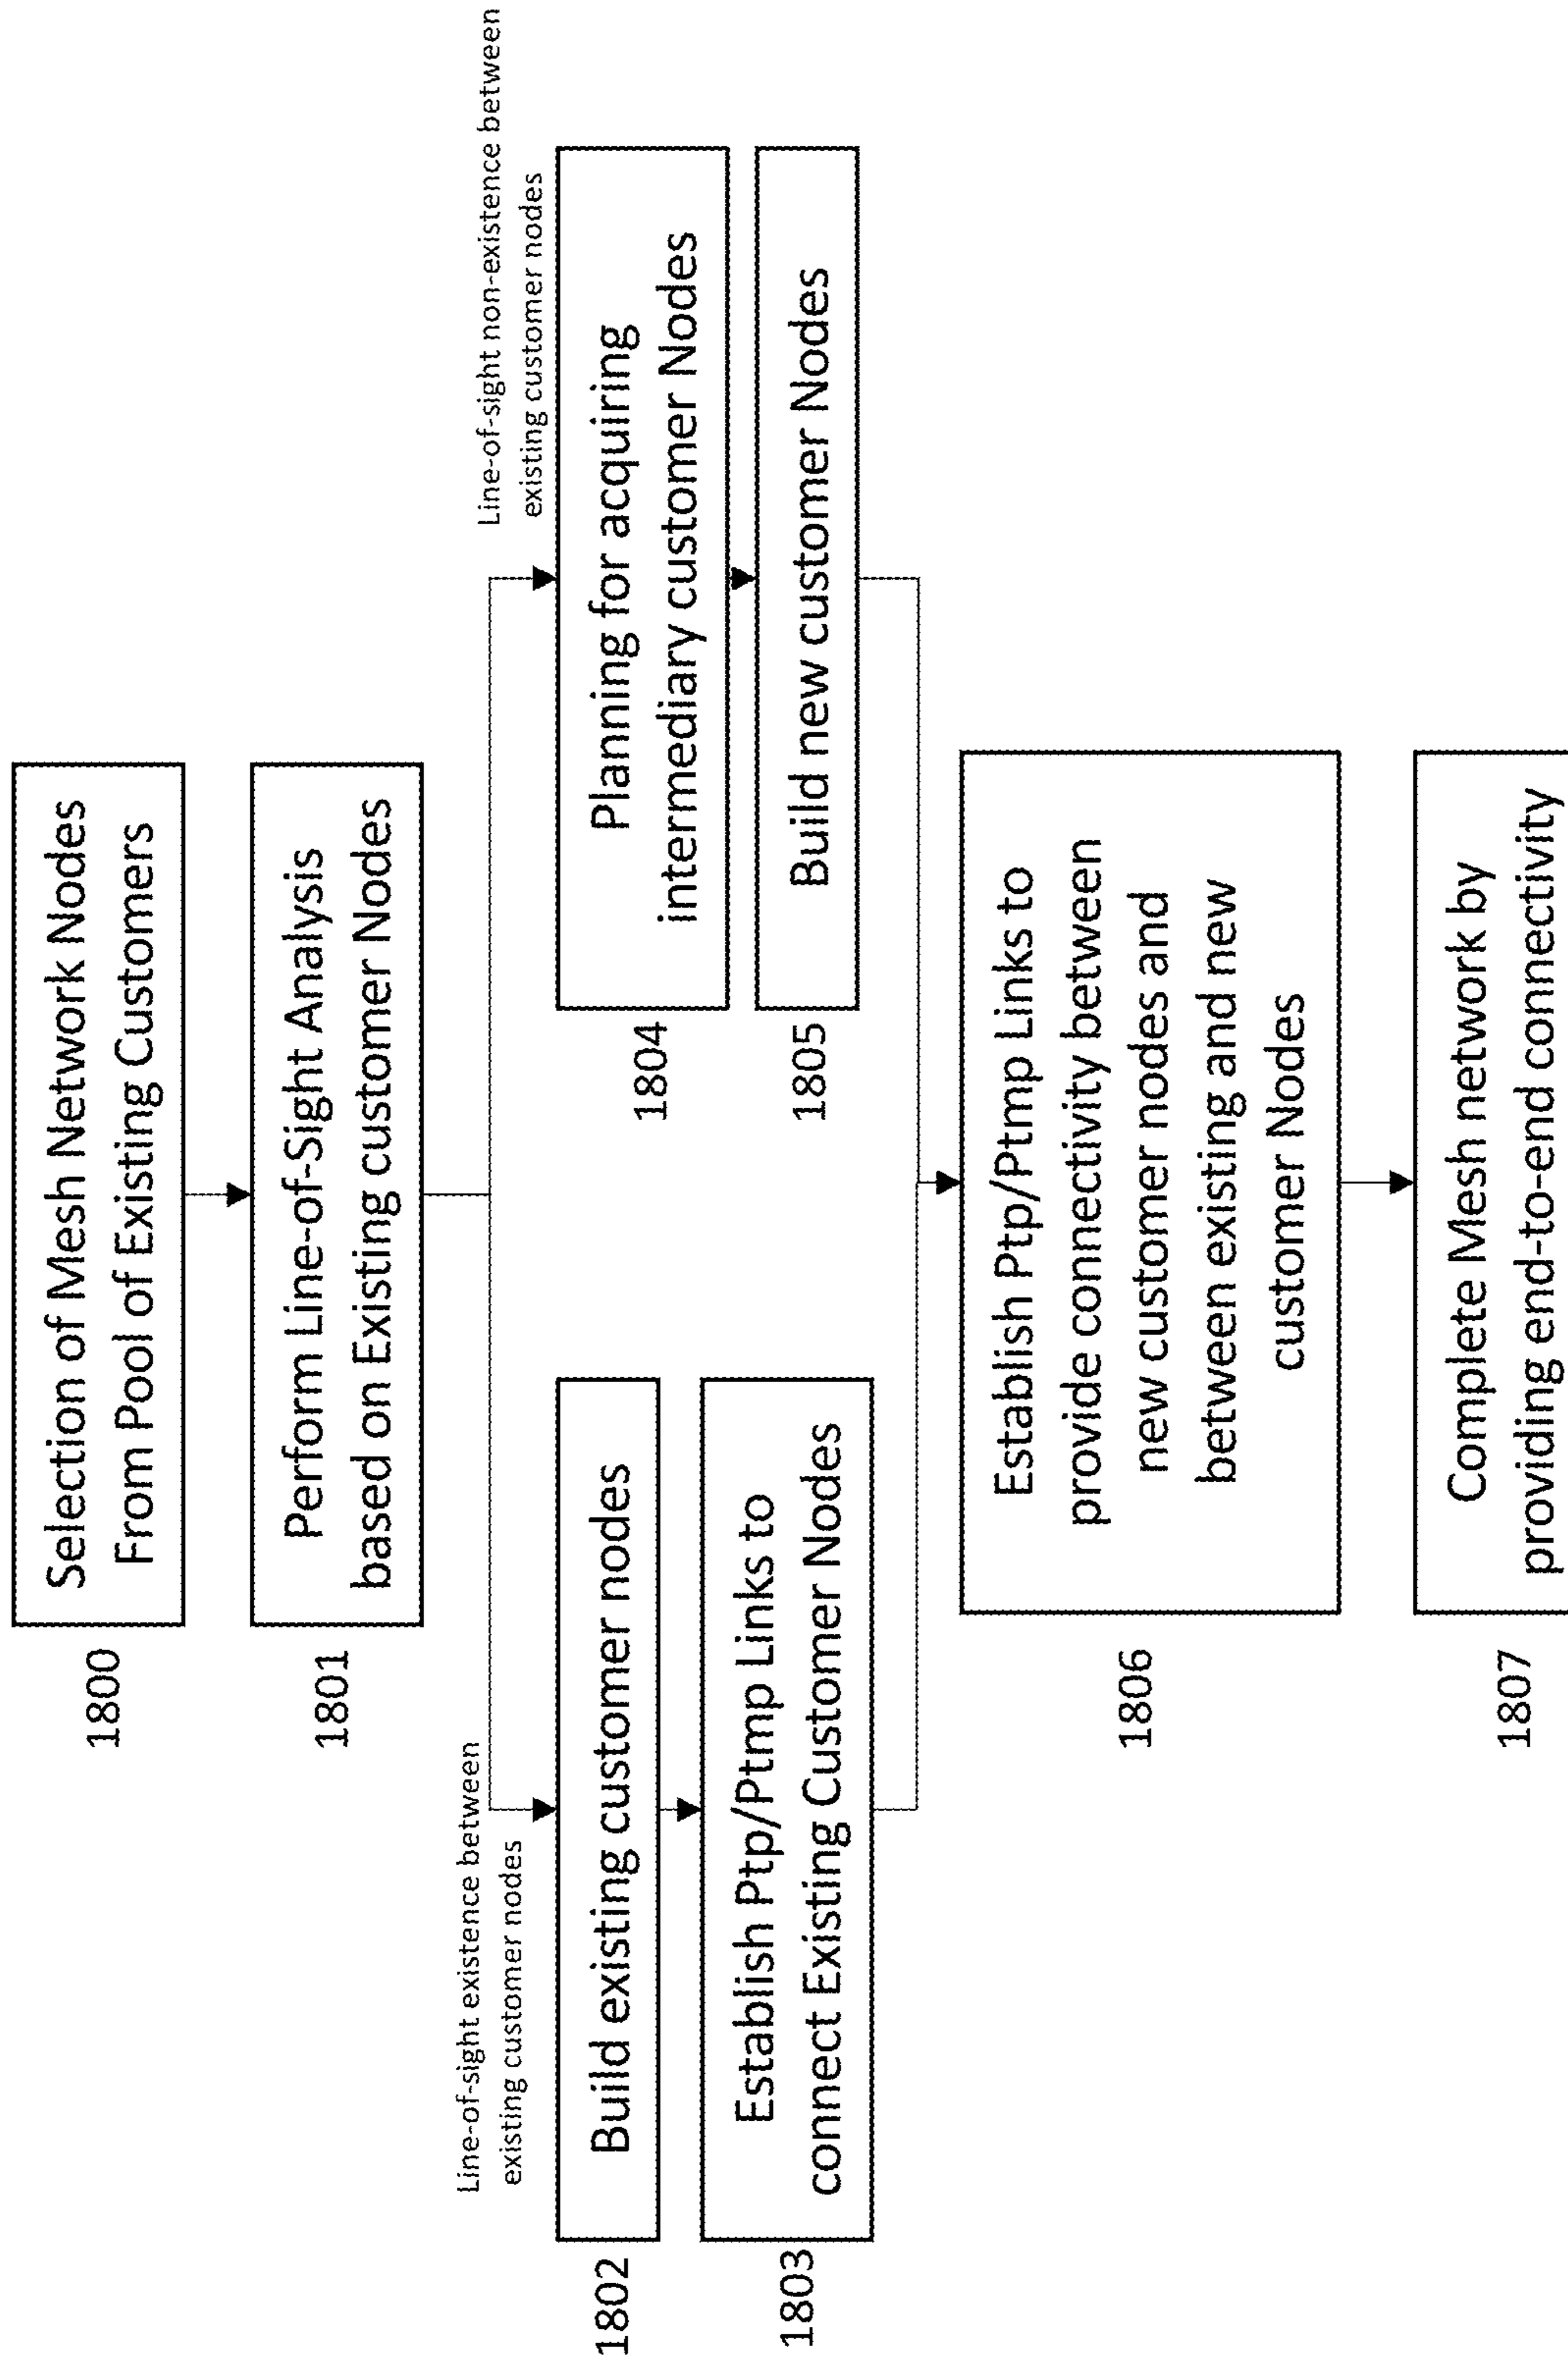 1800
Selection of Mesh Network Nodes
From Pool of Existing Customers
1801
Perform Line-of-Sight Analysis
based on Existing customer Nodes
Line-of-sight existence between
existing customer nodes
1802
Build existing customer nodes
1803
Establish Ptp/Ptmp Links to
connect Existing Customer Nodes
Line-of-sight non-existence between
existing customer nodes
1804
Planning for acquiring
intermediary customer Nodes
1805
Build new customer Nodes
1806
Establish Ptp/Ptmp Links to
provide connectivity between
new customer nodes and
between existing and new
customer Nodes
1807
Complete Mesh network by
providing end-to-end connectivity